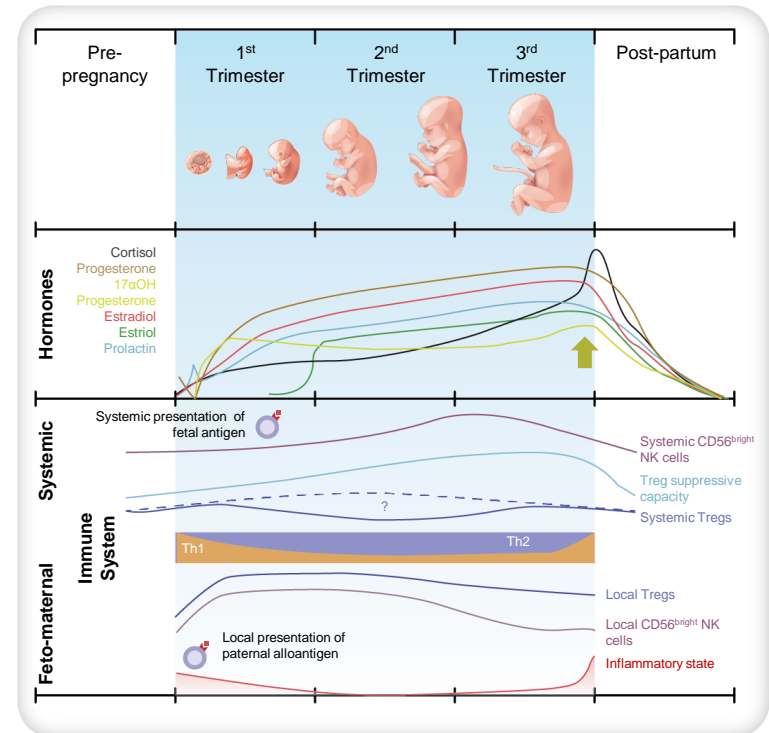 Pre-
pregnancy
1st
Trimester
2nd
Trimester
3rd
Trimester
Post-partum
Hormones
Cortisol
Progesterone
17αOH
Progesterone
Estradiol
Estriol
Prolactin
Systemic
Immune
System
Feto-maternal
Systemic presentation of
fetal antigen
Systemic CD56bright
NK cells
Treg suppressive
capacity
?
Systemic Tregs
Th1
Th2
Local Tregs
Local CD56bright NK
cells
Local presentation of
paternal alloantigen
Inflammatory state